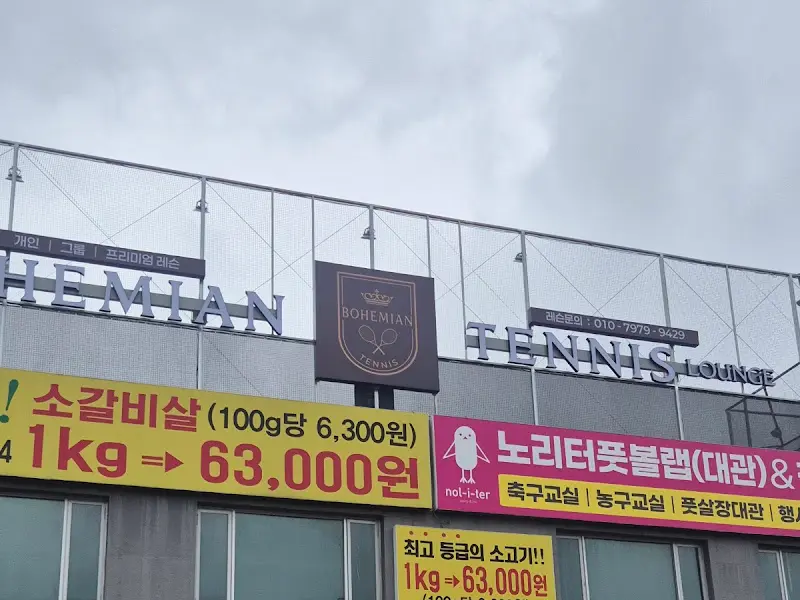 개인 | 그룹 | 프리미엄 레슨
HEMIAN
BOHEMIAN
TENNIS
레슨문의 : 010-7979-9429
TENNIS LOUNGE
! 소갈비살 (100g당 6,300원)
4 1kg ⇒ 63,000원
nol-i-ter
노리터풋볼랩(대관)&
축구교실 | 농구교실 | 풋살장대관 | 행사
최고 등급의 소고기!!
1kg ⇒ 63,000원